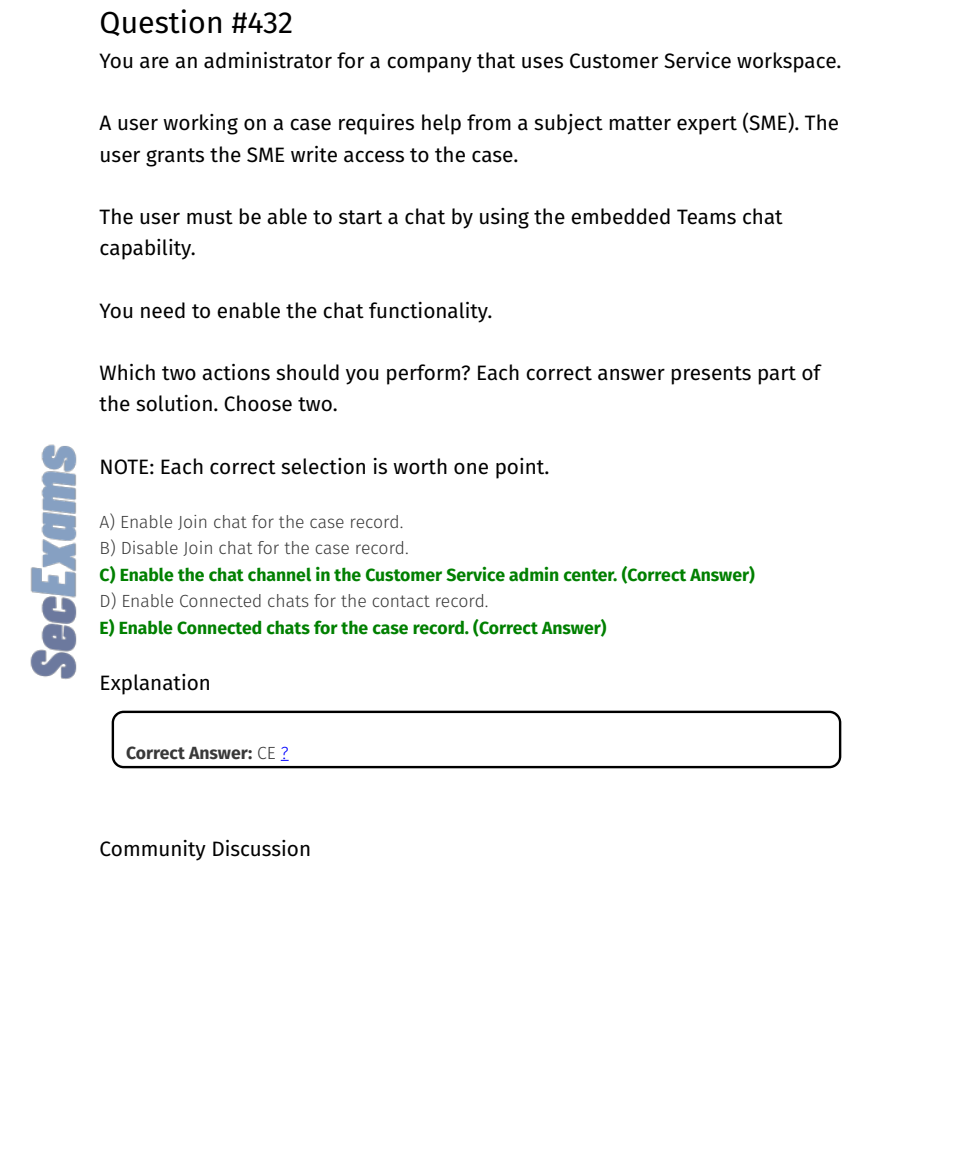 Question #432
You are an administrator for a company that uses Customer Service workspace.
A user working on a case requires help from a subject matter expert (SME). The
user grants the SME write access to the case.
The user must be able to start a chat by using the embedded Teams chat
capability.
You need to enable the chat functionality.
Which two actions should you perform? Each correct answer presents part of
the solution. Choose two.
NOTE: Each correct selection is worth one point.
A) Enable Join chat for the case record.
B) Disable Join chat for the case record.
C) Enable the chat channel in the Customer Service admin center. (Correct Answer)
D) Enable Connected chats for the contact record.
E) Enable Connected chats for the case record. (Correct Answer)
Explanation
Correct Answer: CE ?
Community Discussion
SecExams